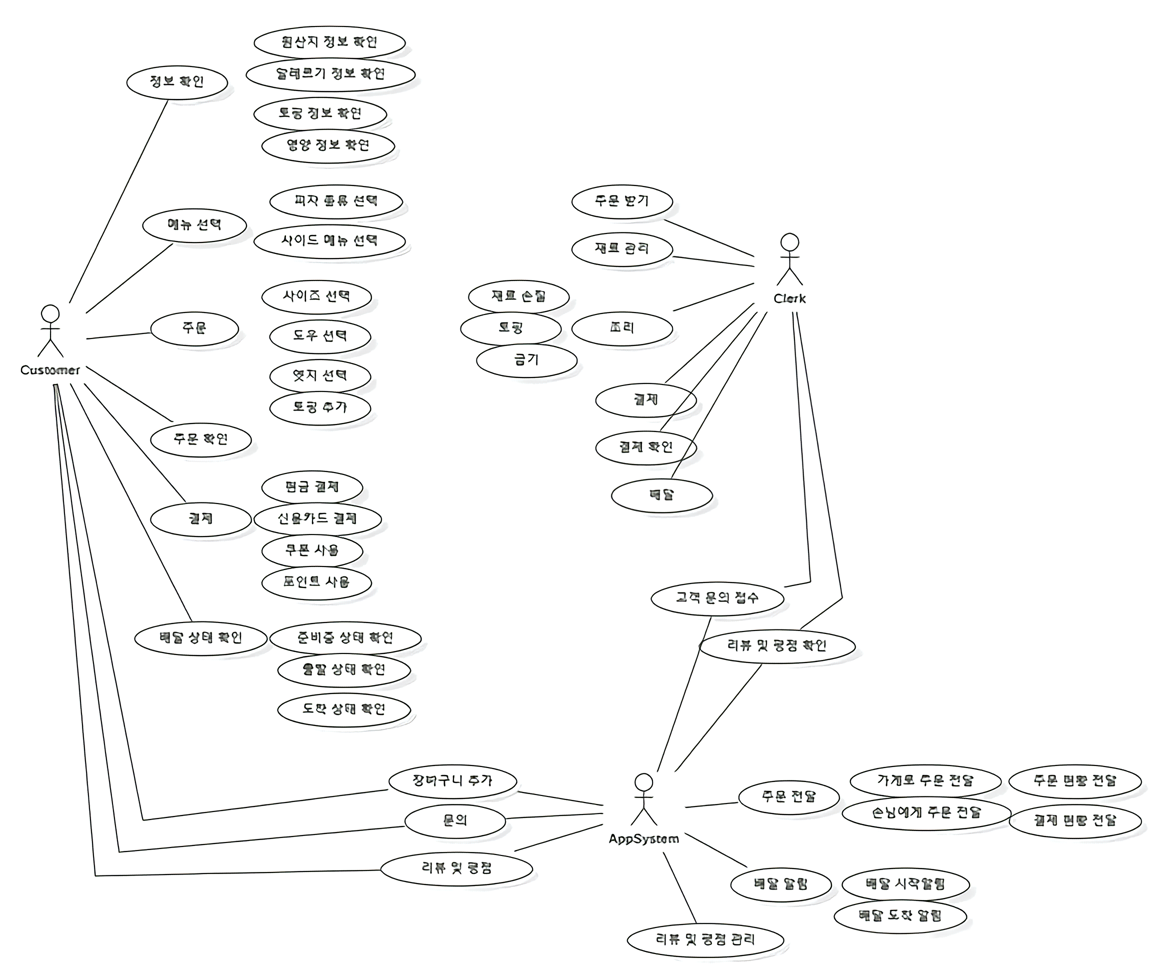 원산지 정보 확인
알레르기 정보 확인
정보 확인
토핑 정보 확인
영양 정보 확인
피자 종류 선택
메뉴 선택
사이드 메뉴 선택
사이즈 선택
주문
도우 선택
엣지 선택
토핑 추가
Customer
주문 확인
현금 결제
결제
신용카드 결제
쿠폰 사용
포인트 사용
배달 상태 확인
준비중 상태 확인
출발 상태 확인
도착 상태 확인
주문 받기
재료 관리
Clerk
재료 손질
토핑
조리
굽기
결제
결제 확인
배달
고객 문의 접수
리뷰 및 평점 확인
장바구니 추가
문의
리뷰 및 평점
AppSystem
주문 전달
가게로 주문 전달
주문 현황 전달
손님에게 주문 전달
결제 현황 전달
배달 알림
배달 시작알림
배달 도착 알림
리뷰 및 평점 관리